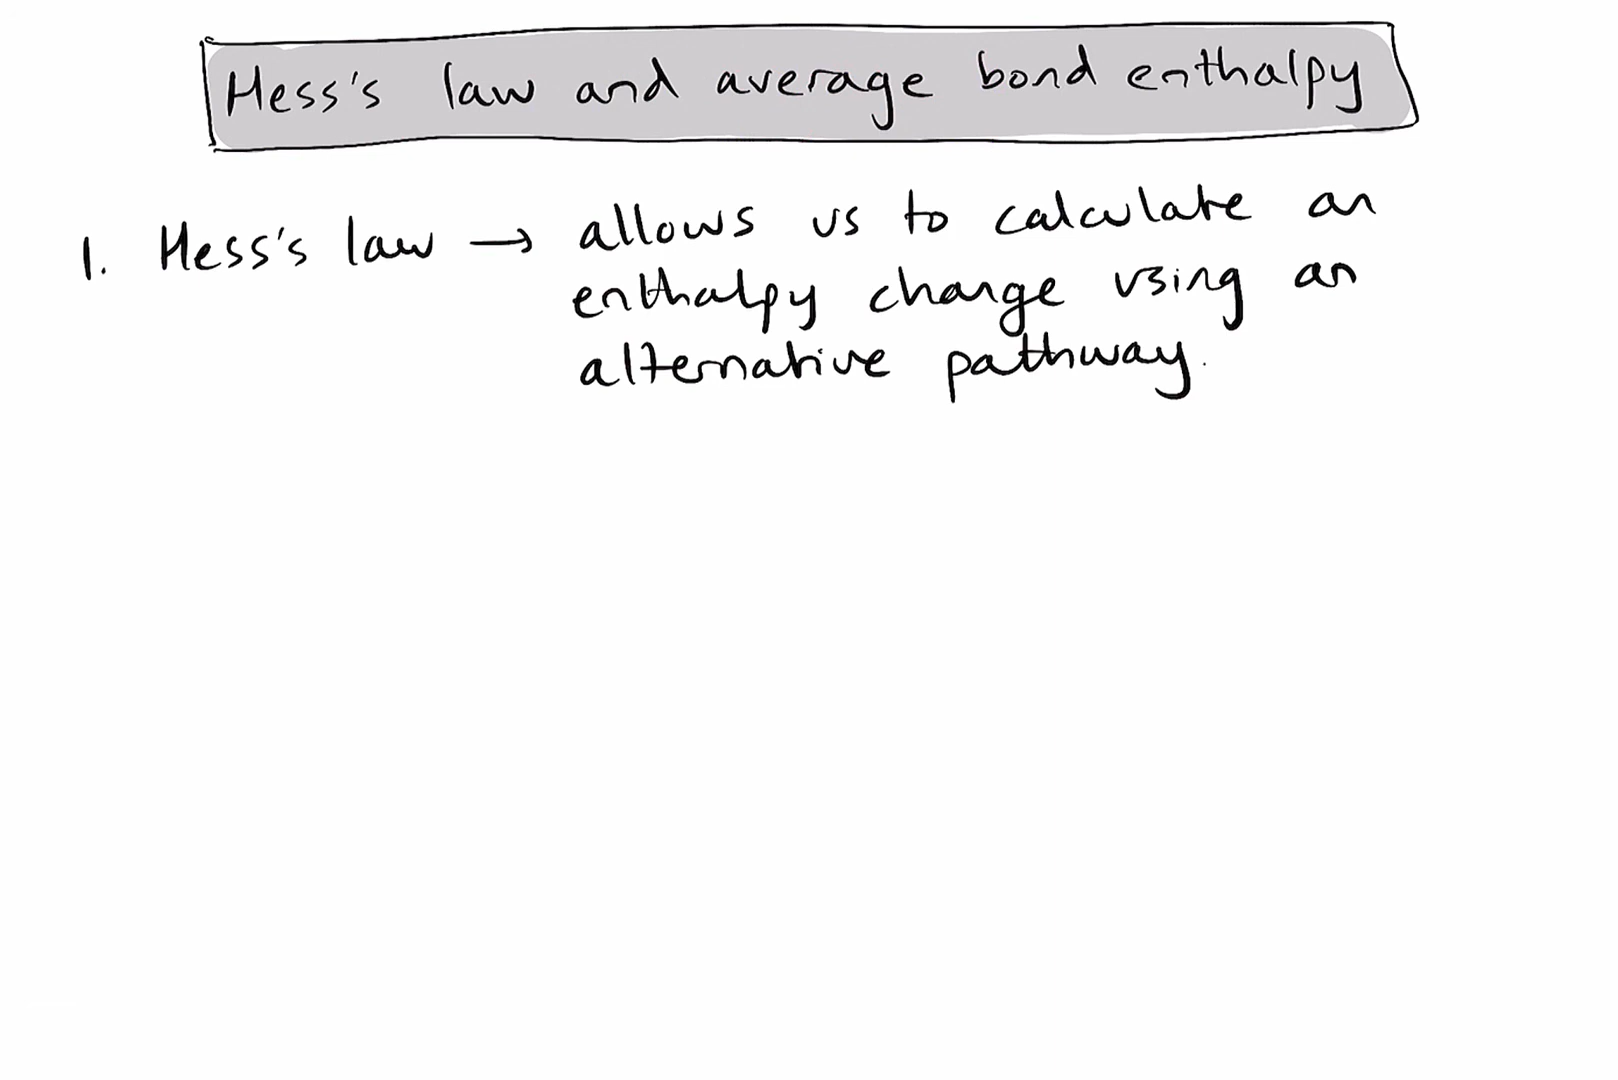 Hess's law and average bond enthalpy
1. Hess's law → allows us to calculate an
enthalpy change using an
alternative pathway.